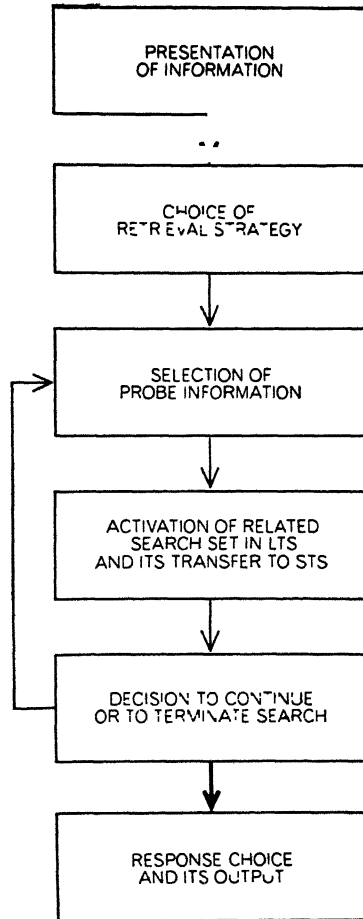 PRESENTATION
OF INFORMATION
CHOICE OF
RETRIEVAL STRATEGY
SELECTION OF
PROBE INFORMATION
ACTIVATION OF RELATED
SEARCH SET IN LTS
AND ITS TRANSFER TO STS
DECISION TO CONTINUE
OR TO TERMINATE SEARCH
RESPONSE CHOICE
AND ITS OUTPUT